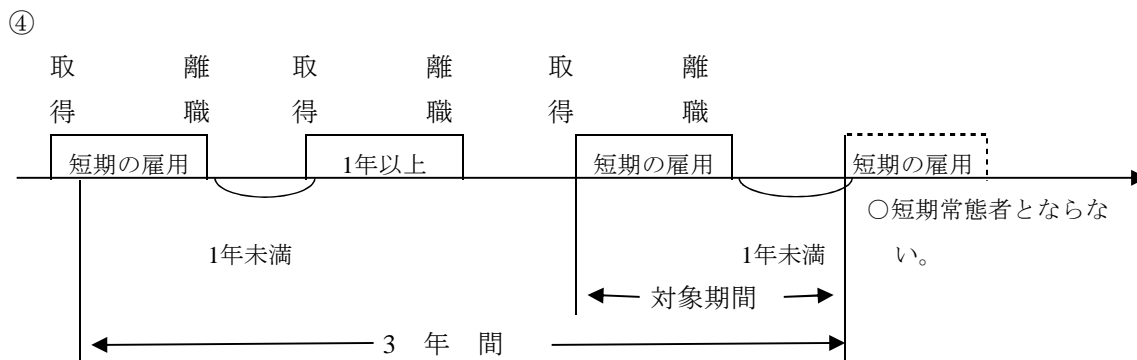 ④
取得 離職 取得 離職 取得 離職
短期の雇用 1年以上 短期の雇用 短期の雇用
○短期常態者とならな
い。
1年未満 1年未満
対象期間
3 年 間